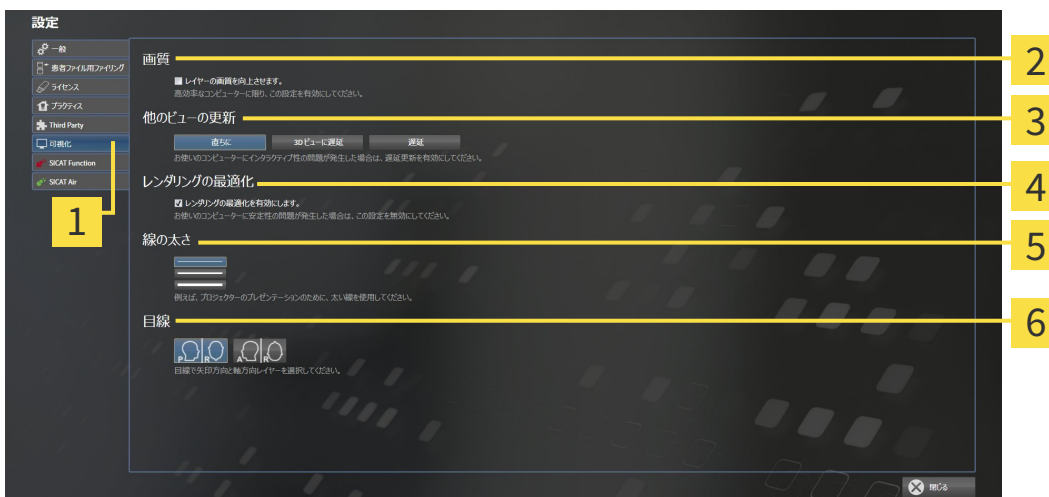 設定
一般
患者ファイル用ファイリング
ライセンス
プラクティス
Third Party
可視化
SICAT Function
SICAT Air
1
画質
2
レイヤーの画質を向上させます。
高効率なコンピューターに限り、この設定を有効にしてください。
他のビューの更新
3
直ちに 3Dビューに遅延 遅延
お使いのコンピューターにインタラクティブ性の問題が発生した場合は、遅延更新を有効にしてください。
レンダリングの最適化
4
レンダリングの最適化を有効にします。
お使いのコンピューターに安定性の問題が発生した場合は、この設定を無効にしてください。
線の太さ
5
例えば、プロジェクターのプレゼンテーションのために、太い線を使用してください。
目線
6
P R A R
目線で矢印方向と軸方向レイヤーを選択してください。
閉じる